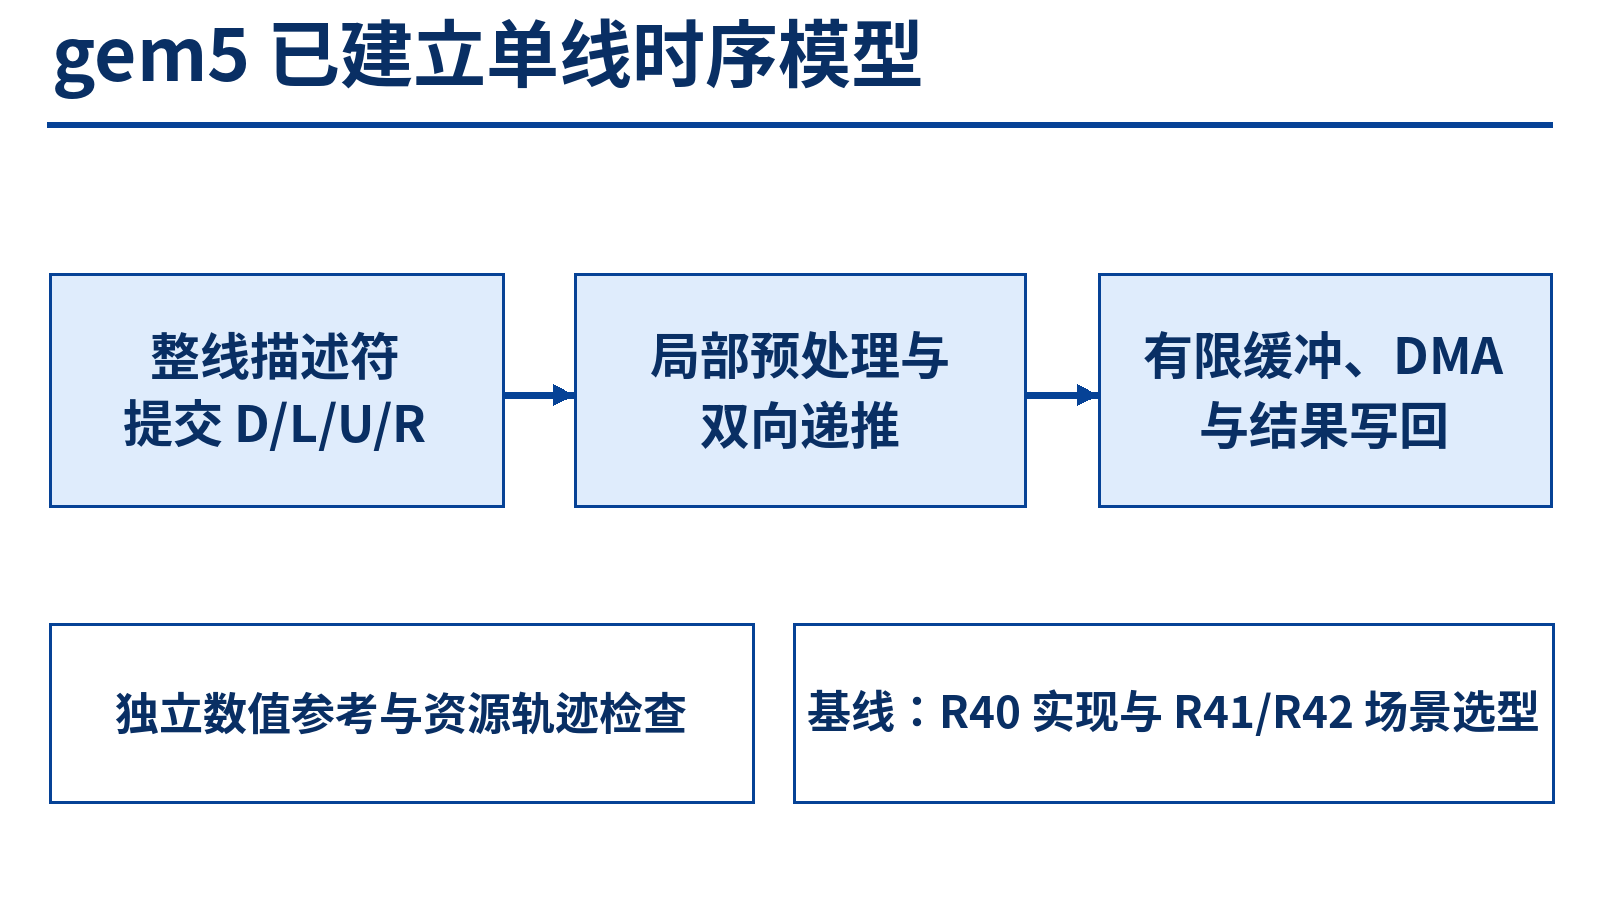 gem5 已建立单线时序模型
整线描述符
提交 D/L/U/R
局部预处理与
双向递推
有限缓冲、DMA
与结果写回
独立数值参考与资源轨迹检查
基线：R40 实现与 R41/R42 场景选型